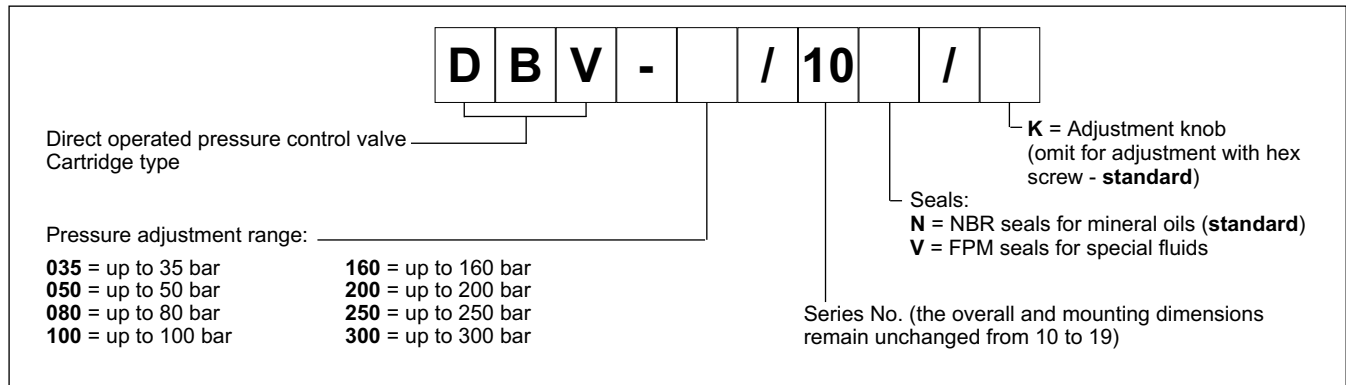 D B V - / 10 /
Direct operated pressure control valve
Cartridge type
K = Adjustment knob
(omit for adjustment with hex
screw - standard)
Seals:
N = NBR seals for mineral oils (standard)
V = FPM seals for special fluids
Pressure adjustment range:
035 = up to 35 bar
050 = up to 50 bar
080 = up to 80 bar
100 = up to 100 bar
160 = up to 160 bar
200 = up to 200 bar
250 = up to 250 bar
300 = up to 300 bar
Series No. (the overall and mounting dimensions
remain unchanged from 10 to 19)